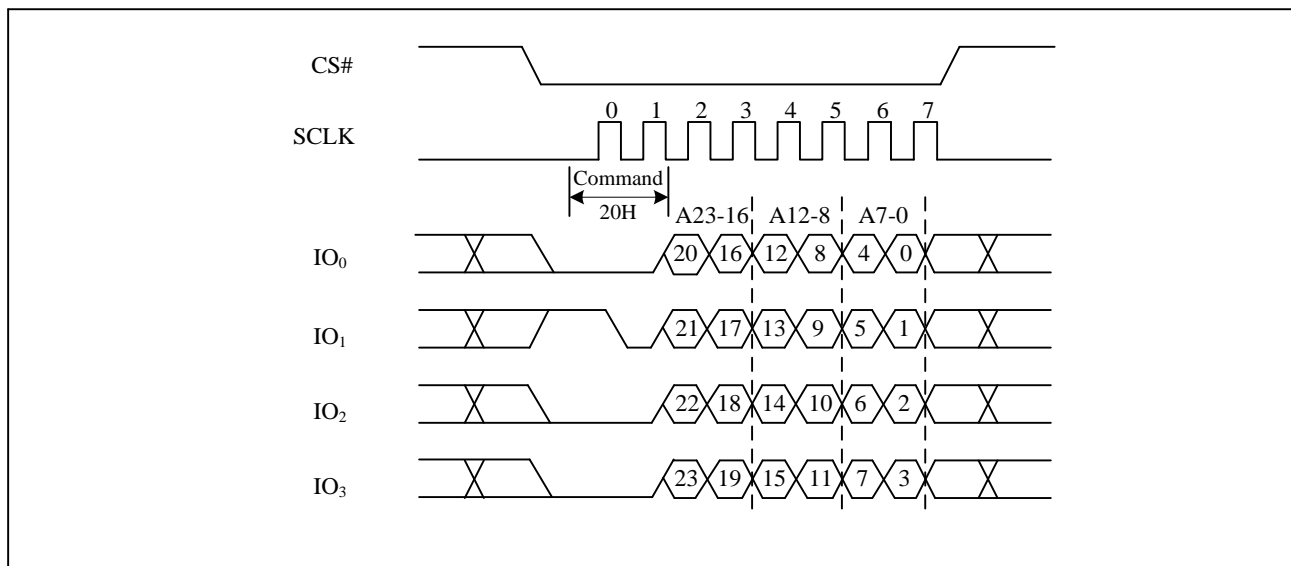 CS#
0 1 2 3 4 5 6 7
SCLK
Command
20H
A23-16 A12-8 A7-0
IO₀ 20 16 12 8 4 0
IO₁ 21 17 13 9 5 1
IO₂ 22 18 14 10 6 2
IO₃ 23 19 15 11 7 3